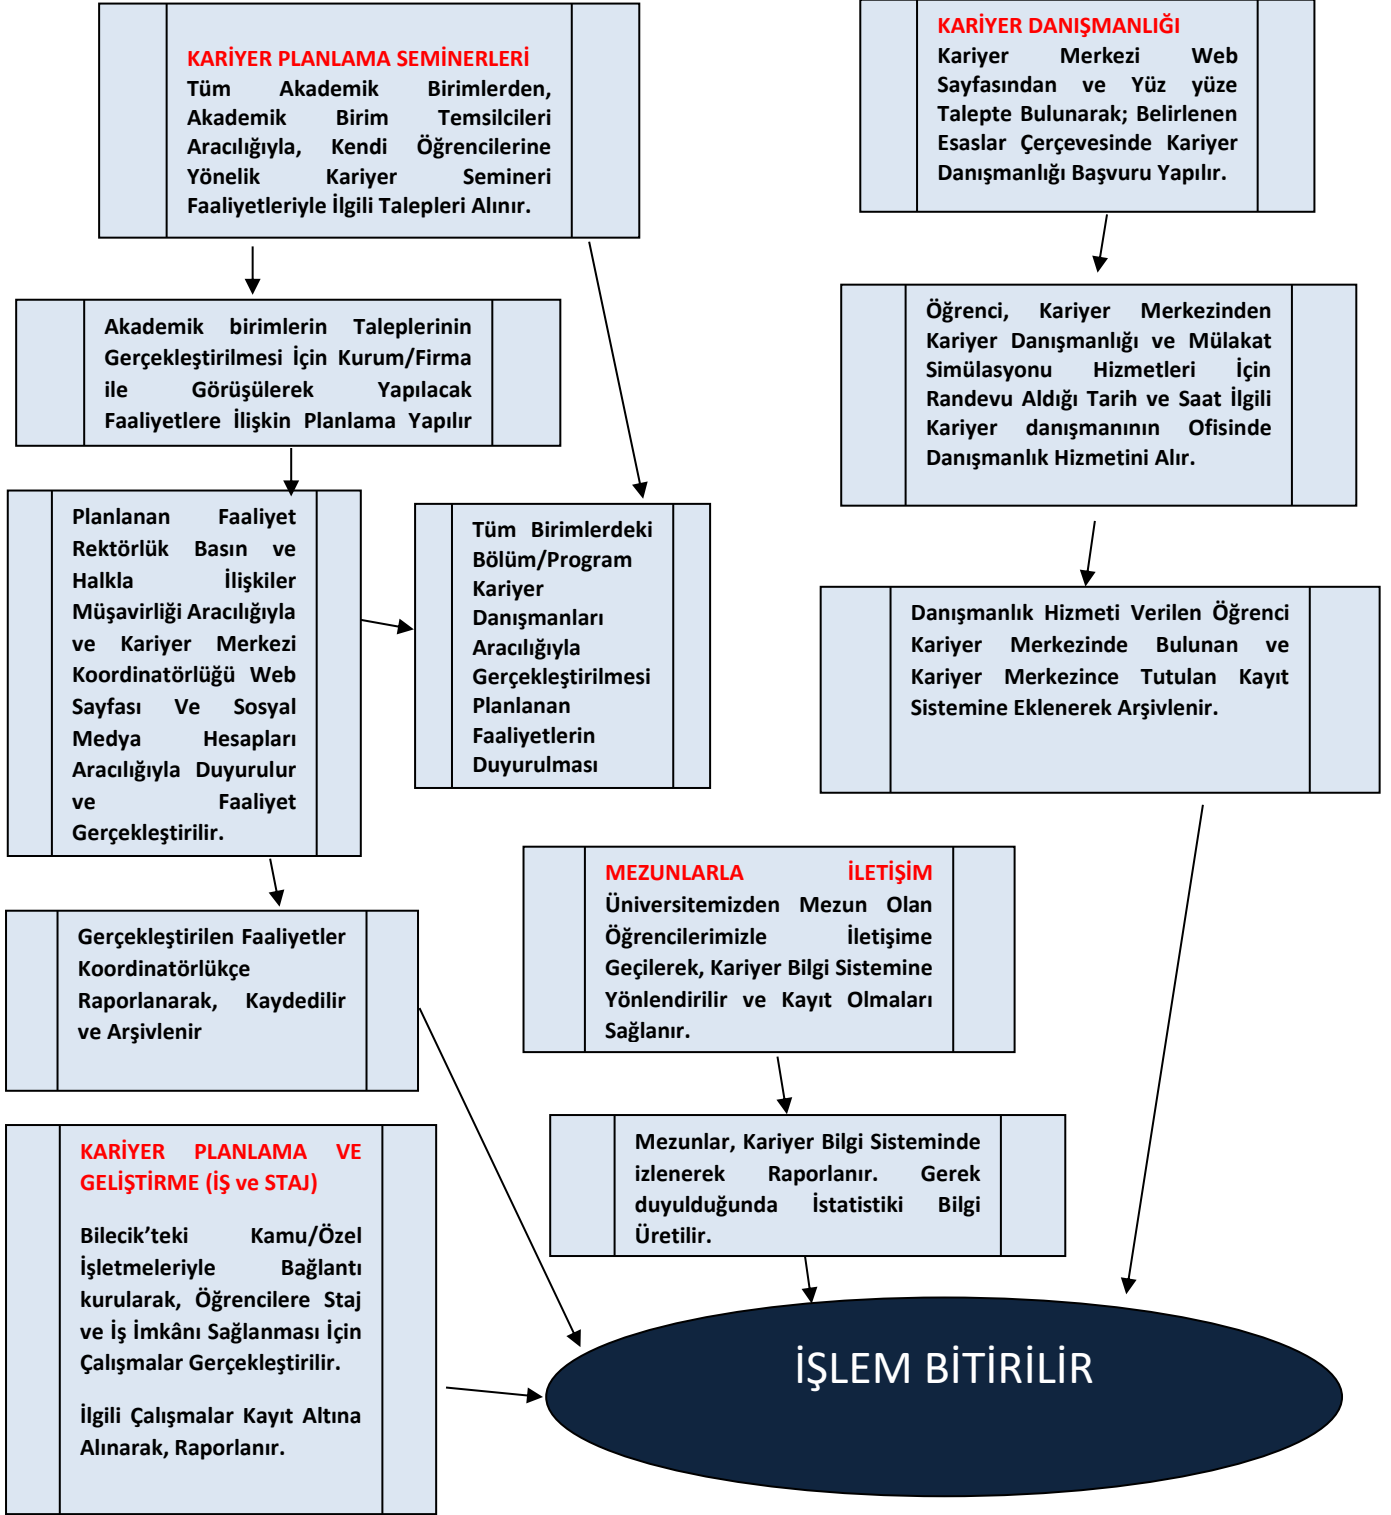 KARİYER PLANLAMA SEMİNERLERİ
Tüm Akademik Birimlerden,
Akademik Birim Temsilcileri
Aracılığıyla, Kendi Öğrencilerine
Yönelik Kariyer Semineri
Faaliyetleriyle İlgili Talepleri Alınır.
KARİYER DANIŞMANLIĞI
Kariyer Merkezi Web
Sayfasından ve Yüz yüze
Talepte Bulunarak; Belirlenen
Esaslar Çerçevesinde Kariyer
Danışmanlığı Başvuru Yapılır.
Akademik birimlerin Taleplerinin
Gerçekleştirilmesi İçin Kurum/Firma
ile Görüşülerek Yapılacak
Faaliyetlere İlişkin Planlama Yapılır
Öğrenci, Kariyer Merkezinden
Kariyer Danışmanlığı ve Mülakat
Simülasyonu Hizmetleri İçin
Randevu Aldığı Tarih ve Saat İlgili
Kariyer danışmanının Ofisinde
Danışmanlık Hizmetini Alır.
Planlanan Faaliyet
Rektörlük Basın ve
Halkla İlişkiler
Müşavirliği Aracılığıyla
ve Kariyer Merkezi
Koordinatörlüğü Web
Sayfası Ve Sosyal
Medya Hesapları
Aracılığıyla Duyurulur
ve Faaliyet
Gerçekleştirilir.
Tüm Birimlerdeki
Bölüm/Program
Kariyer
Danışmanları
Aracılığıyla
Gerçekleştirilmesi
Planlanan
Faaliyetlerin
Duyurulması
Danışmanlık Hizmeti Verilen Öğrenci
Kariyer Merkezinde Bulunan ve
Kariyer Merkezince Tutulan Kayıt
Sistemine Eklenerek Arşivlenir.
Gerçekleştirilen Faaliyetler
Koordinatörlükçe
Raporlanarak, Kaydedilir
ve Arşivlenir
MEZUNLARLA İLETİŞİM
Üniversitemizden Mezun Olan
Öğrencilerimizle İletişime
Geçilerek, Kariyer Bilgi Sistemine
Yönlendirilir ve Kayıt Olmaları
Sağlanır.
Mezunlar, Kariyer Bilgi Sisteminde
izlenerek Raporlanır. Gerek
duyulduğunda İstatistiki Bilgi
Üretilir.
KARİYER PLANLAMA VE
GELİŞTİRME (İŞ ve STAJ)
Bilecik’teki Kamu/Özel
İşletmeleriyle Bağlantı
kurularak, Öğrencilere Staj
ve İş İmkânı Sağlanması İçin
Çalışmalar Gerçekleştirilir.
İlgili Çalışmalar Kayıt Altına
Alınarak, Raporlanır.
İŞLEM BİTİRİLİR